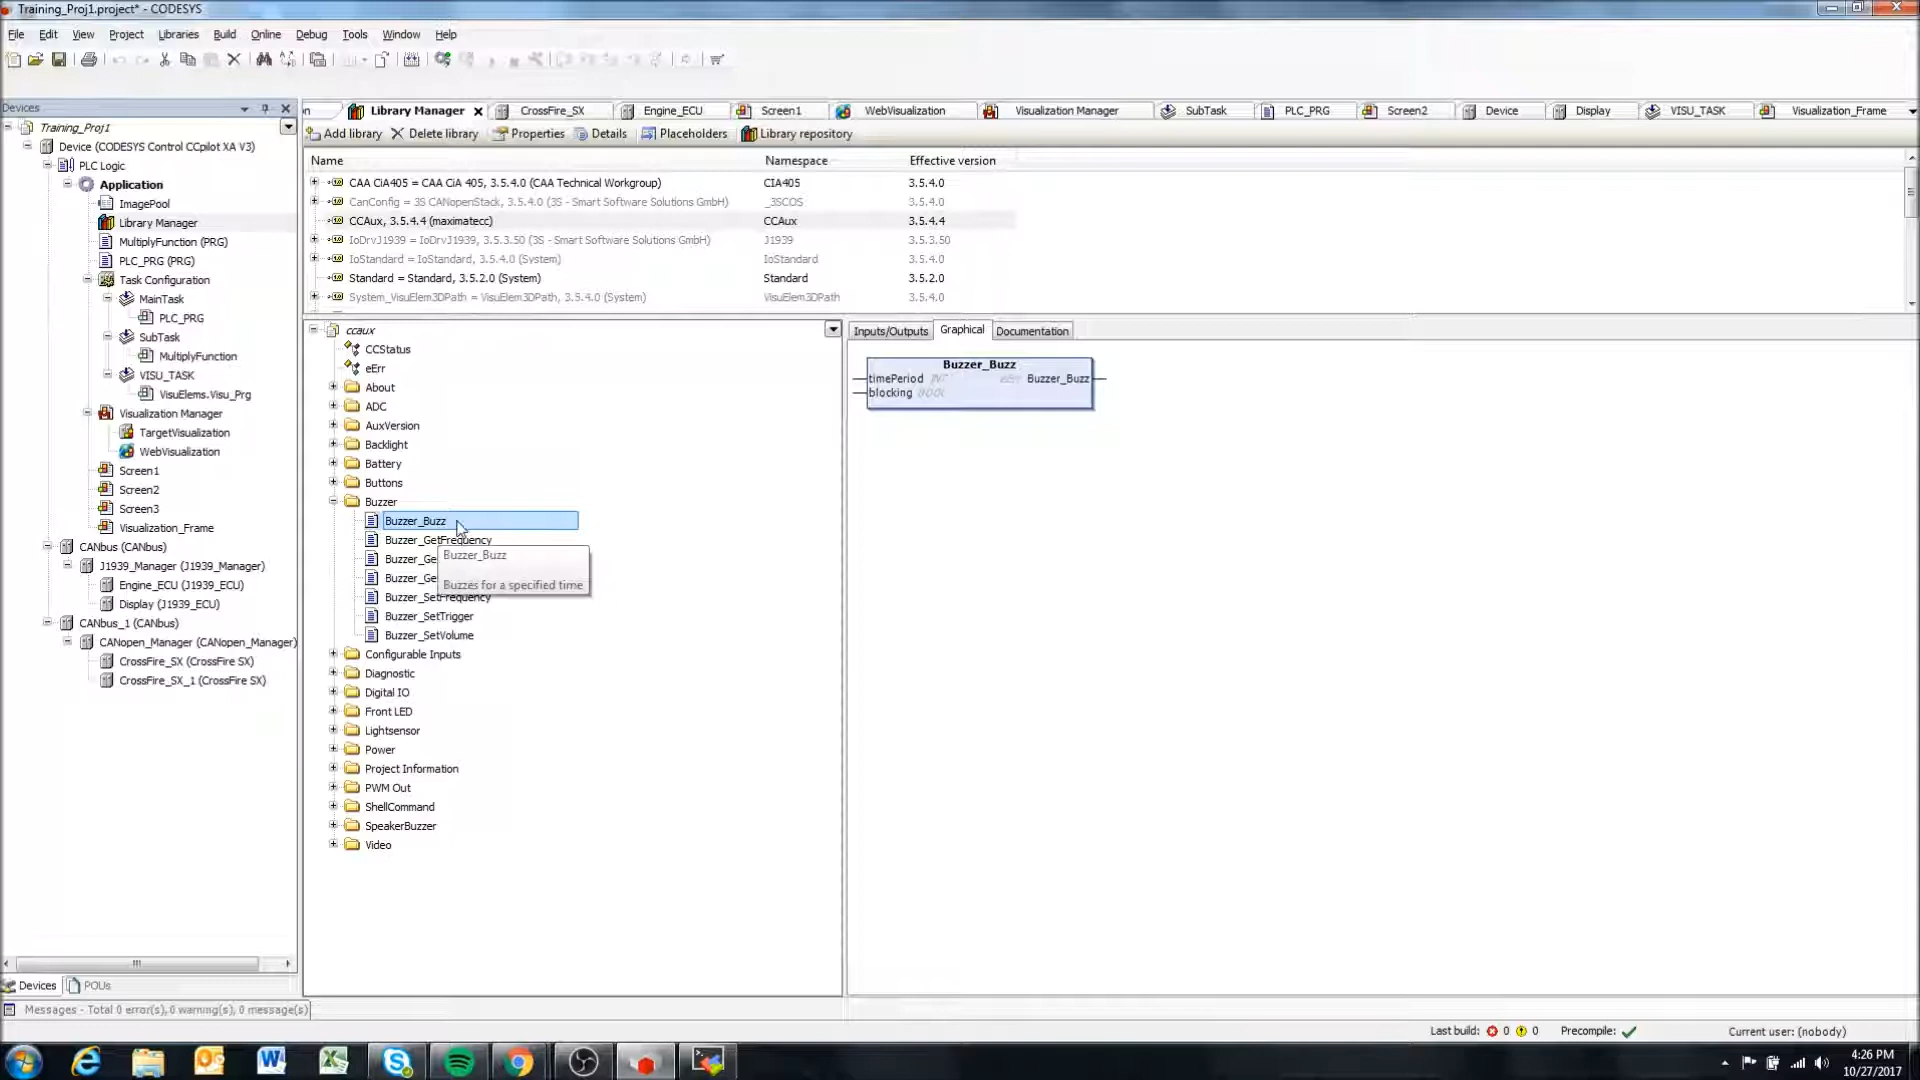 Training_Proj1.project* - CODESYS
File Edit View Project Libraries Build Online Debug Tools Window Help
Devices
Training_Proj1
Device (CODESYS Control CCpilot XA V3)
PLC Logic
Application
ImagePool
Library Manager
MultiplyFunction (PRG)
PLC_PRG (PRG)
Task Configuration
MainTask
PLC_PRG
SubTask
MultiplyFunction
VISU_TASK
VisuElems.Visu_Prg
Visualization Manager
TargetVisualization
WebVisualization
Screen1
Screen2
Screen3
Visualization_Frame
CANbus (CANbus)
J1939_Manager (J1939_Manager)
Engine_ECU (J1939_ECU)
Display (J1939_ECU)
CANbus_1 (CANbus)
CANopen_Manager (CANopen_Manager)
CrossFire_SX (CrossFire SX)
CrossFire_SX_1 (CrossFire SX)
Devices POUs
Library Manager CrossFire_SX Engine_ECU Screen1 WebVisualization Visualization Manager SubTask PLC_PRG Screen2 Device Display VISU_TASK Visualization_Frame
Add library Delete library Properties Details Placeholders Library repository
Name Namespace Effective version
CAA CiA405 = CAA CiA 405, 3.5.4.0 (CAA Technical Workgroup) CIA405 3.5.4.0
CanConfig = 3S CANopenStack, 3.5.4.0 (3S - Smart Software Solutions GmbH) _3SCOS 3.5.4.0
CCAux, 3.5.4.4 (maximatecc) CCAux 3.5.4.4
IoDrvJ1939 = IoDrvJ1939, 3.5.3.50 (3S - Smart Software Solutions GmbH) J1939 3.5.3.50
IoStandard = IoStandard, 3.5.4.0 (System) IoStandard 3.5.4.0
Standard = Standard, 3.5.2.0 (System) Standard 3.5.2.0
System_VisuElem3DPath = VisuElem3DPath, 3.5.4.0 (System) VisuElem3DPath 3.5.4.0
ccaux
CCStatus
eErr
About
ADC
AuxVersion
Backlight
Battery
Buttons
Buzzer
Buzzer_Buzz
Buzzer_GetFrequency
Buzzer_Ge
Buzzer_Ge
Buzzer_SetFrequency
Buzzer_SetTrigger
Buzzer_SetVolume
Buzzer_Buzz
Buzzes for a specified time
Configurable Inputs
Diagnostic
Digital IO
Front LED
Lightsensor
Power
Project Information
PWM Out
ShellCommand
SpeakerBuzzer
Video
Inputs/Outputs Graphical Documentation
Buzzer_Buzz
timePeriod INT eErr Buzzer_Buzz
blocking BOOL
Messages - Total 0 error(s), 0 warning(s), 0 message(s)
Last build: 0 0 Precompile: Current user: (nobody)
4:26 PM
10/27/2017